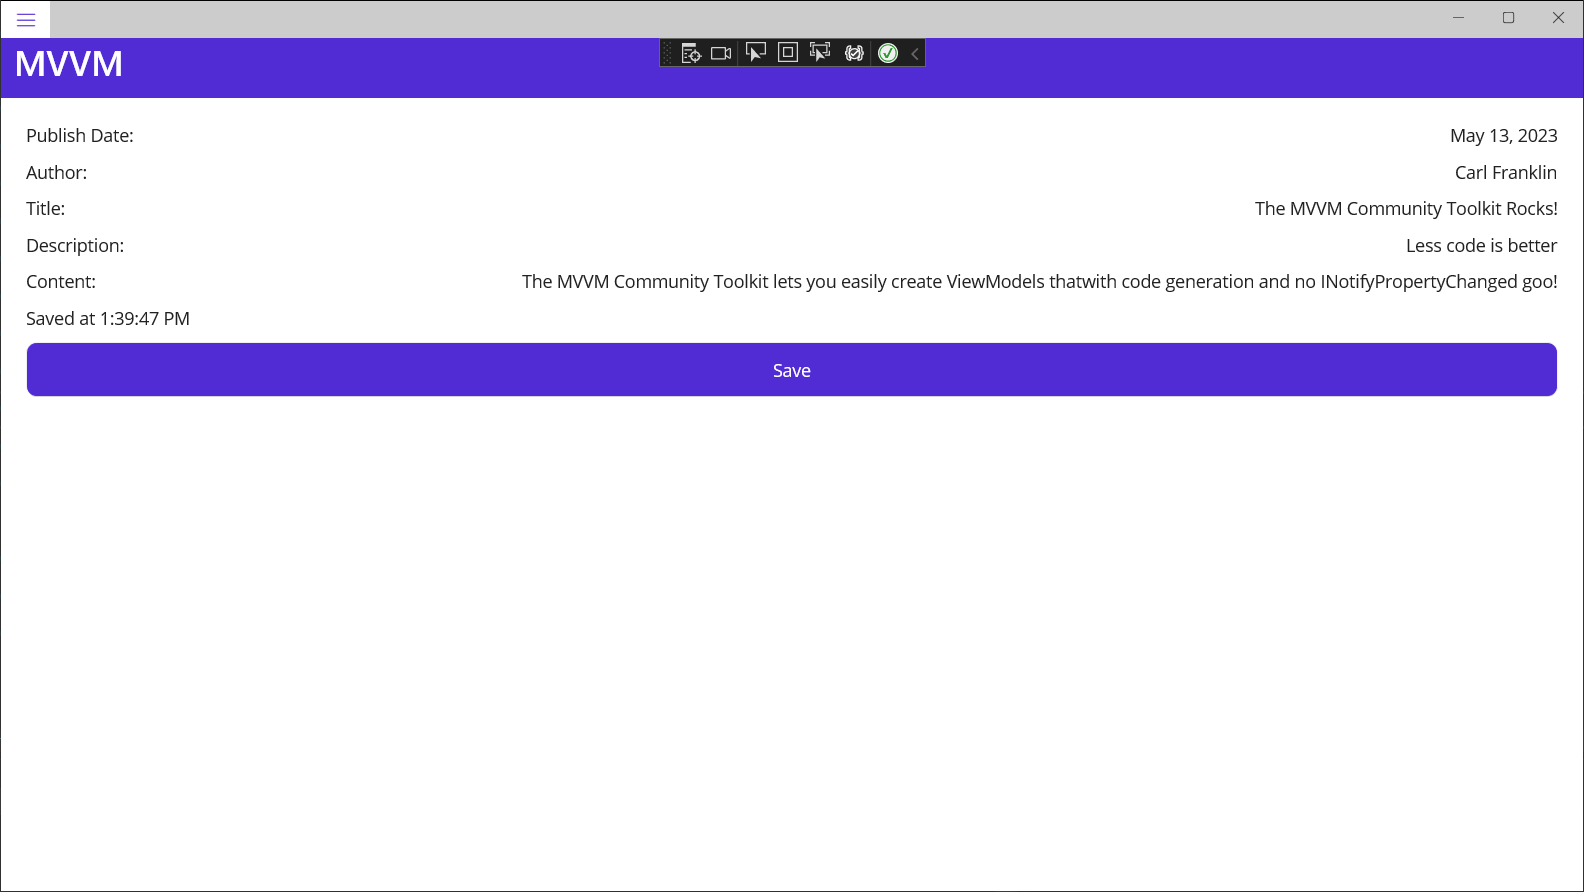 MVVM
Publish Date: May 13, 2023
Author: Carl Franklin
Title: The MVVM Community Toolkit Rocks!
Description: Less code is better
Content: The MVVM Community Toolkit lets you easily create ViewModels thatwith code generation and no INotifyPropertyChanged goo!
Saved at 1:39:47 PM
Save